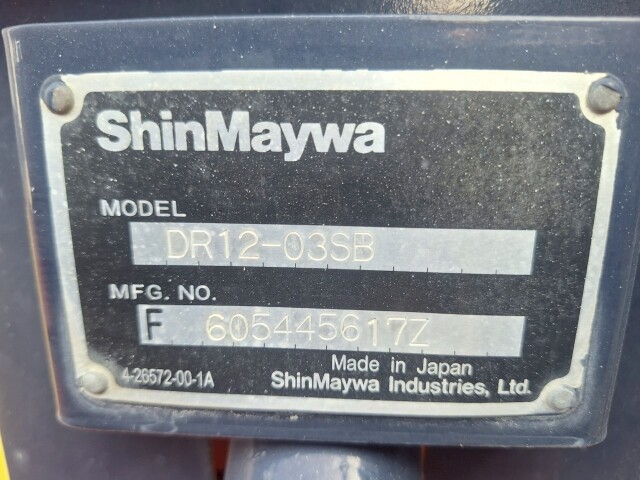 ShinMaywa
MODEL
DR12-03SB
MFG. NO.
F 605445617Z
Made in Japan
4-26572-00-1A
ShinMaywa Industries, Ltd.